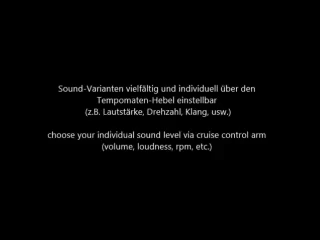 Sound-Varianten vielfältig und individuell über den
Tempomaten-Hebel einstellbar
(z.B. Lautstärke, Drehzahl, Klang, usw.)
choose your individual sound level via cruise control arm
(volume, loudness, rpm, etc.)